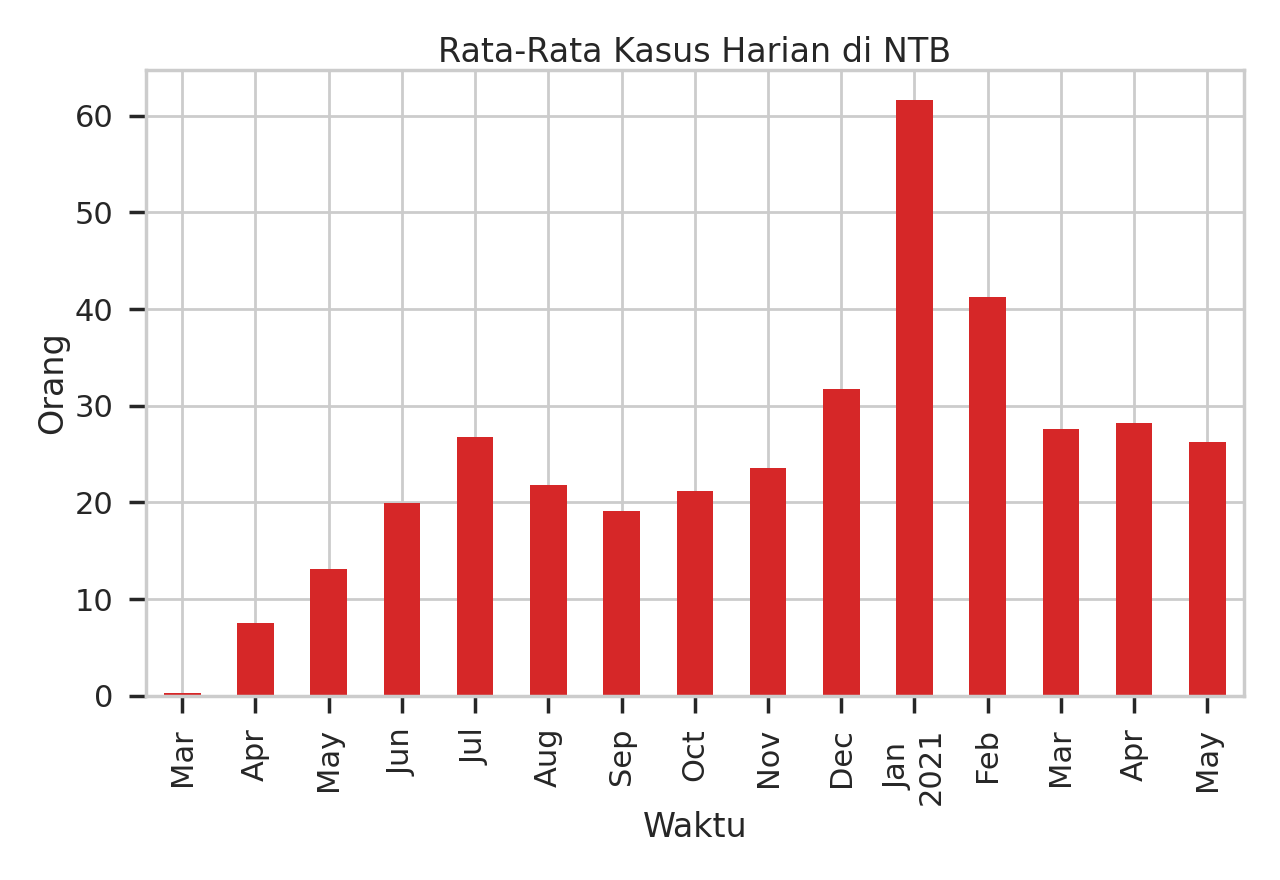 Rata-Rata Kasus Harian di NTB
Orang
60
50
40
30
20
10
0
Mar
Apr
May
Jun
Jul
Aug
Sep
Oct
Nov
Dec
Jan
2021
Feb
Mar
Apr
May
Waktu